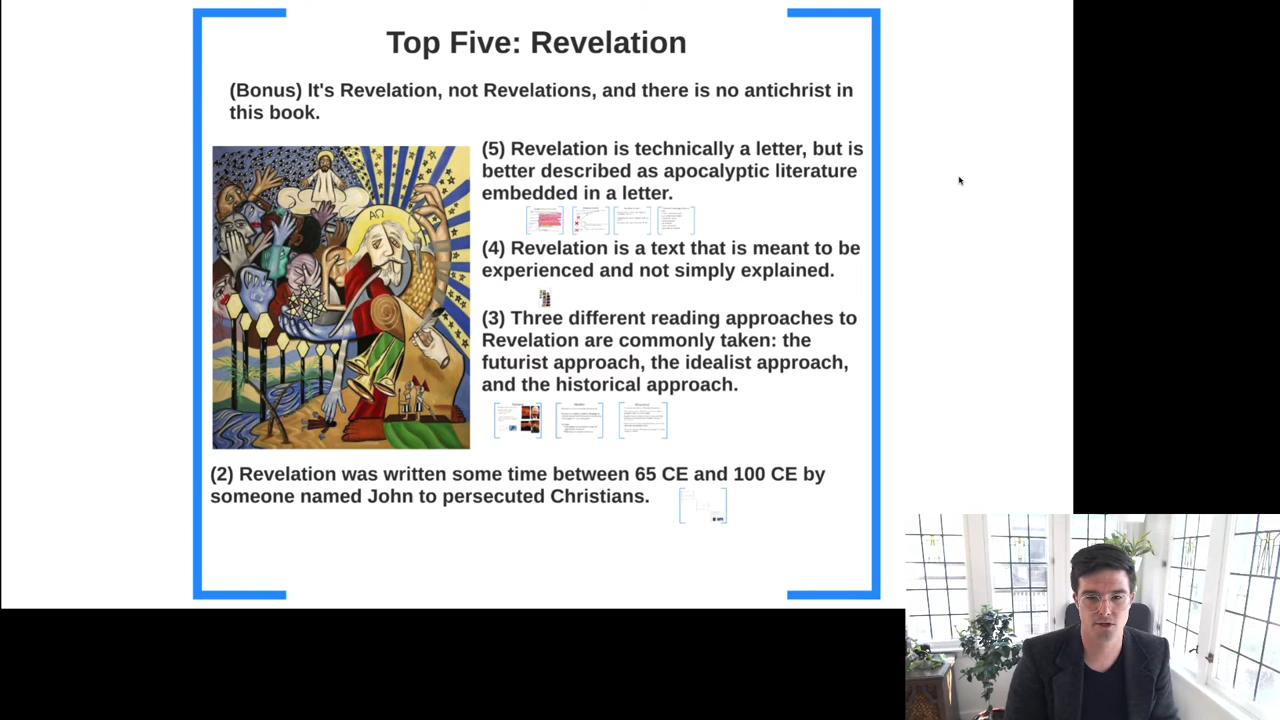 Top Five: Revelation
(Bonus) It's Revelation, not Revelations, and there is no antichrist in
this book.
(5) Revelation is technically a letter, but is
better described as apocalyptic literature
embedded in a letter.
(4) Revelation is a text that is meant to be
experienced and not simply explained.
(3) Three different reading approaches to
Revelation are commonly taken: the
futurist approach, the idealist approach,
and the historical approach.
(2) Revelation was written some time between 65 CE and 100 CE by
someone named John to persecuted Christians.
ΑΩ